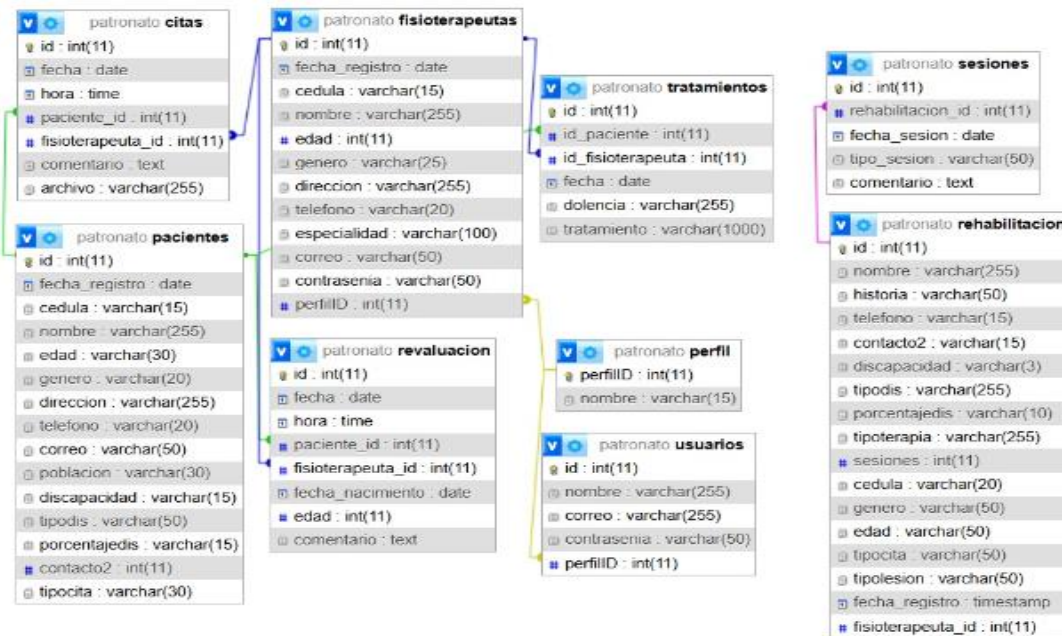 patronato citas
id : int(11)
fecha : date
hora : time
paciente_id : int(11)
fisioterapeuta_id : int(11)
comentario : text
archivo : varchar(255)
patronato pacientes
id : int(11)
fecha_registro : date
cedula : varchar(15)
nombre : varchar(255)
edad : varchar(30)
genero : varchar(20)
direccion : varchar(255)
telefono : varchar(20)
correo : varchar(50)
poblacion : varchar(30)
discapacidad : varchar(15)
tipodis : varchar(50)
porcentajedis : varchar(15)
contacto2 : int(11)
tipocita : varchar(30)
patronato fisioterapeutas
id : int(11)
fecha_registro : date
cedula : varchar(15)
nombre : varchar(255)
edad : int(11)
genero : varchar(25)
direccion : varchar(255)
telefono : varchar(20)
especialidad : varchar(100)
correo : varchar(50)
contrasenia : varchar(50)
perfilID : int(11)
patronato revaluacion
id : int(11)
fecha : date
hora : time
paciente_id : int(11)
fisioterapeuta_id : int(11)
fecha_nacimiento : date
edad : int(11)
comentario : text
patronato tratamientos
id : int(11)
id_paciente : int(11)
id_fisioterapeuta : int(11)
fecha : date
dolencia : varchar(255)
tratamiento : varchar(1000)
patronato perfil
perfilID : int(11)
nombre : varchar(15)
patronato usuarios
id : int(11)
nombre : varchar(255)
correo : varchar(255)
contrasenia : varchar(50)
perfilID : int(11)
patronato sesiones
id : int(11)
rehabilitacion_id : int(11)
fecha_sesion : date
tipo_sesion : varchar(50)
comentario : text
patronato rehabilitacion
id : int(11)
nombre : varchar(255)
historia : varchar(50)
telefono : varchar(15)
contacto2 : varchar(15)
discapacidad : varchar(3)
tipodis : varchar(255)
porcentajedis : varchar(10)
tipoterapia : varchar(255)
sesiones : int(11)
cedula : varchar(20)
genero : varchar(50)
edad : varchar(50)
tipocita : varchar(50)
tipolesion : varchar(50)
fecha_registro : timestamp
fisioterapeuta_id : int(11)